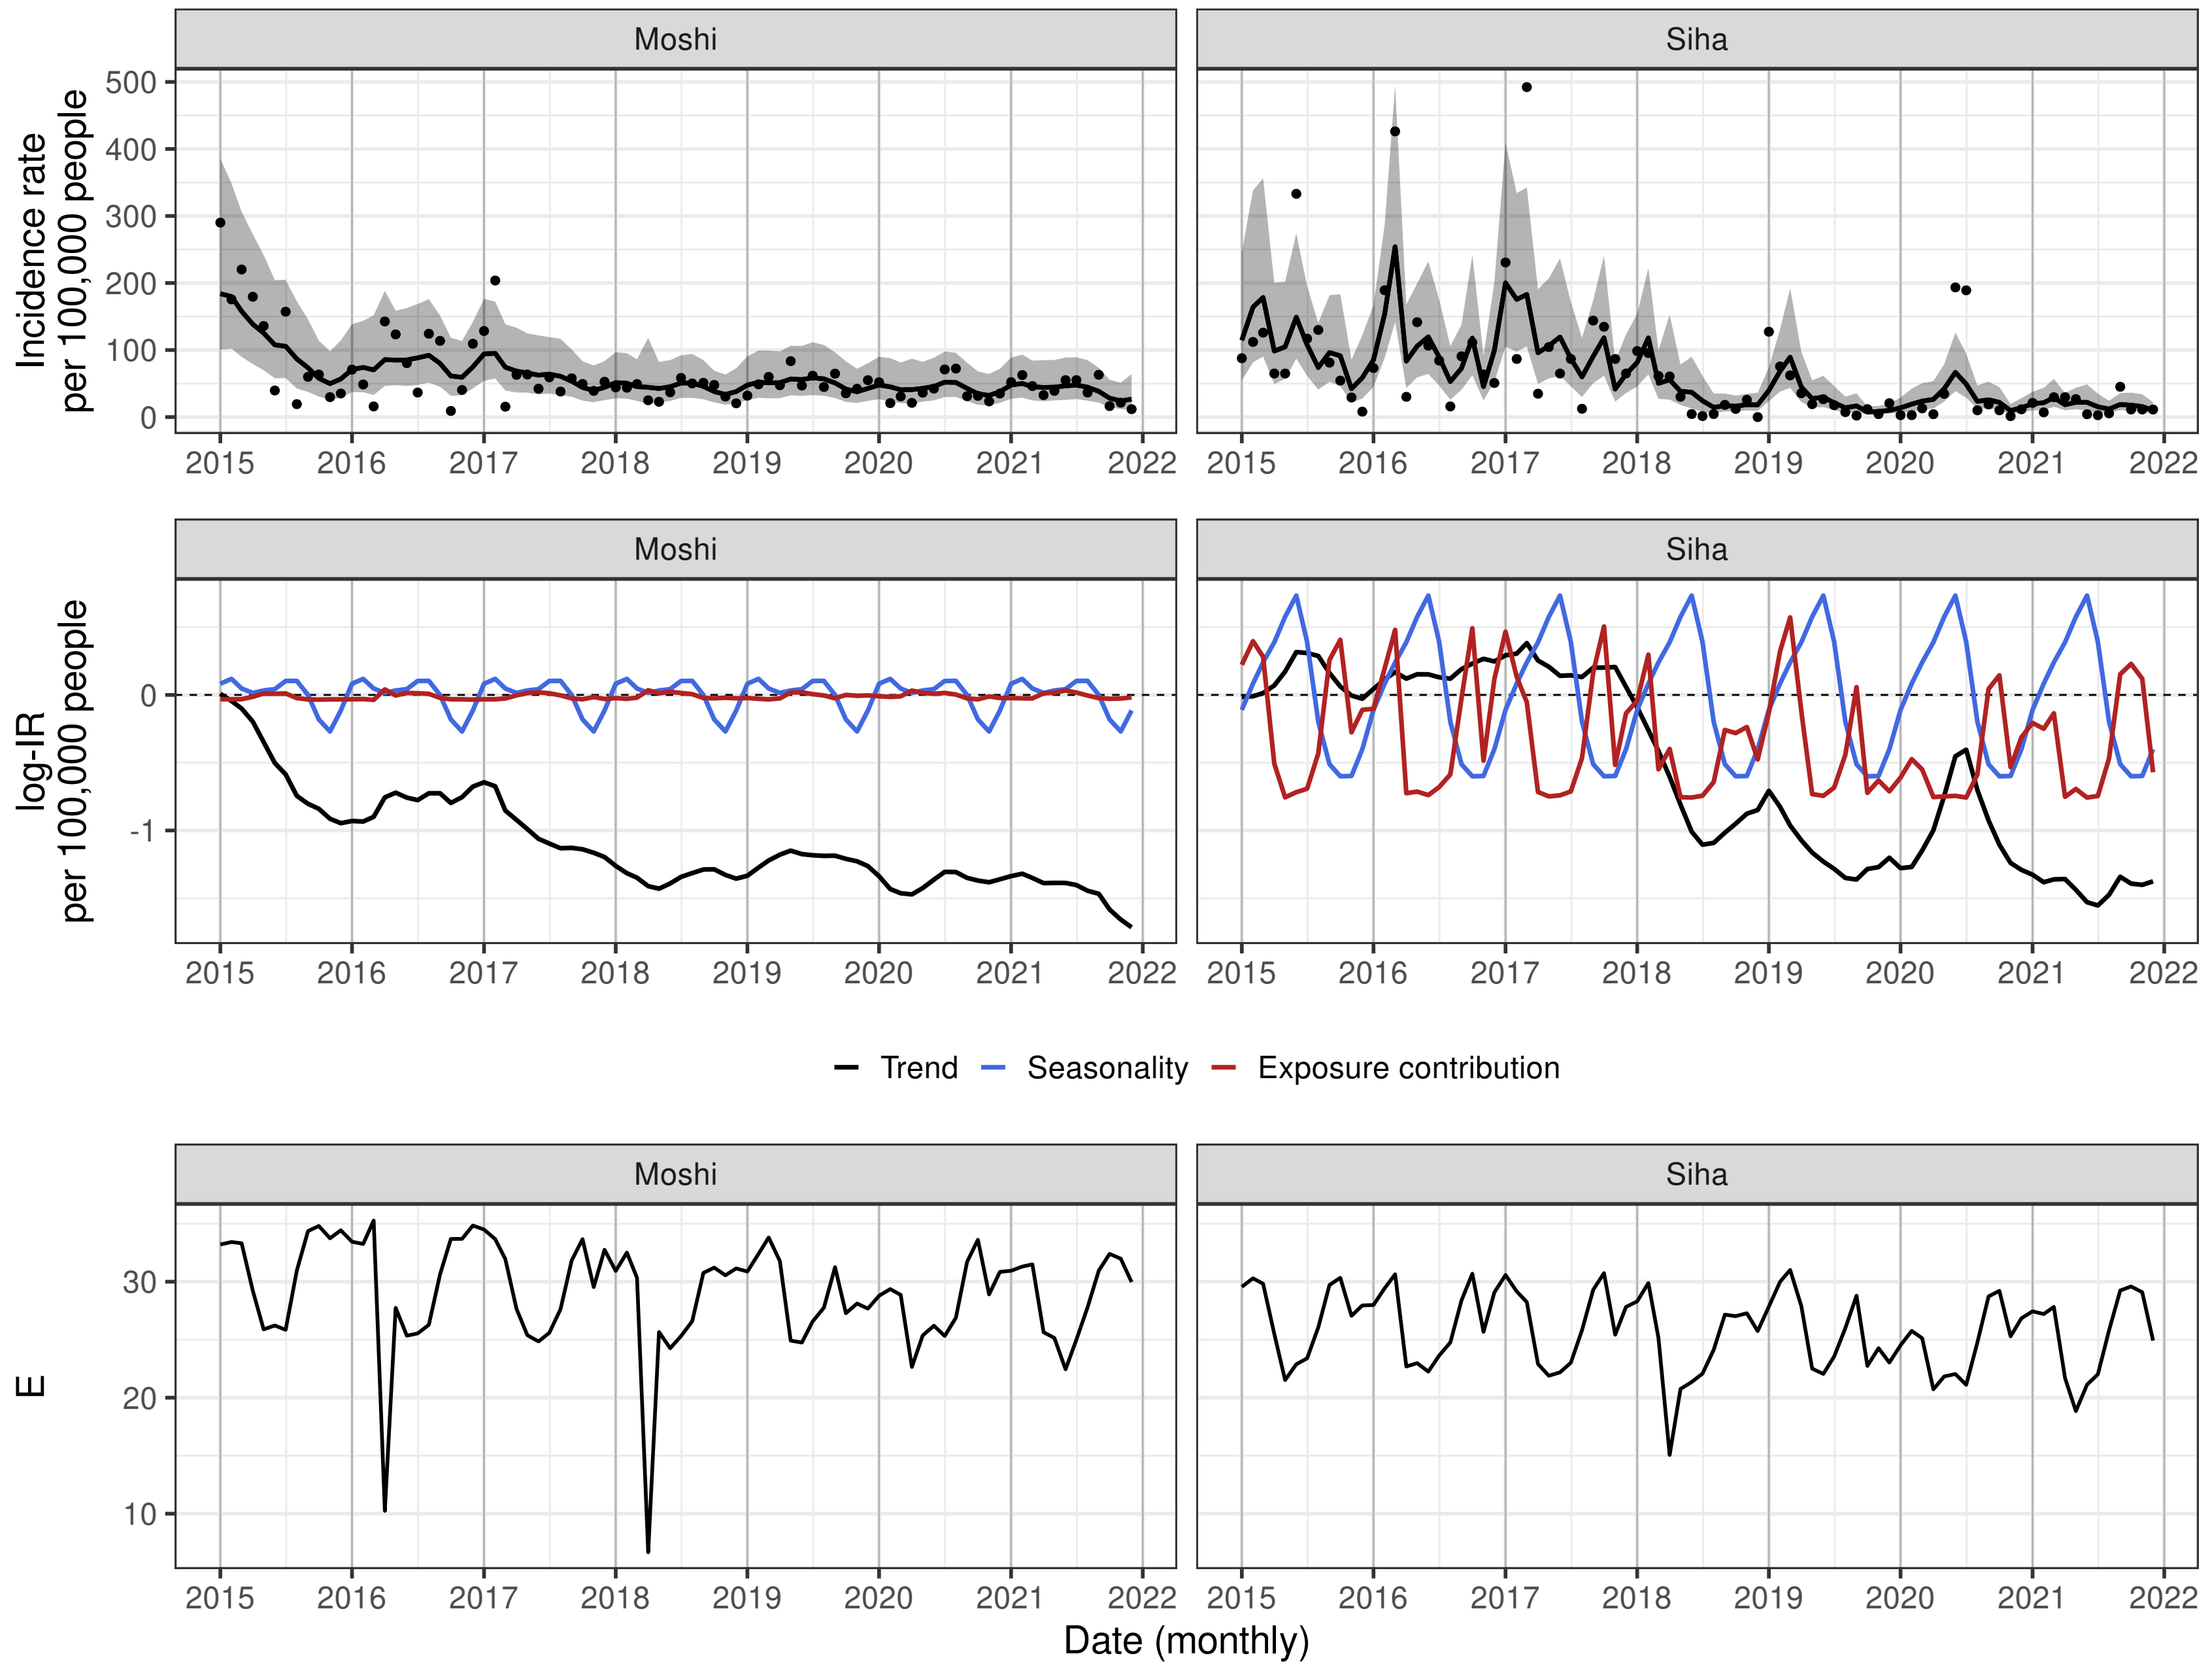 Moshi
Siha
Incidence rate
per 100,000 people
500
400
300
200
100
0
2015 2016 2017 2018 2019 2020 2021 2022
2015 2016 2017 2018 2019 2020 2021 2022
Moshi
Siha
log-IR
per 100,000 people
0
-1
2015 2016 2017 2018 2019 2020 2021 2022
2015 2016 2017 2018 2019 2020 2021 2022
Trend Seasonality Exposure contribution
Moshi
Siha
E
30
20
10
2015 2016 2017 2018 2019 2020 2021 2022
2015 2016 2017 2018 2019 2020 2021 2022
Date (monthly)